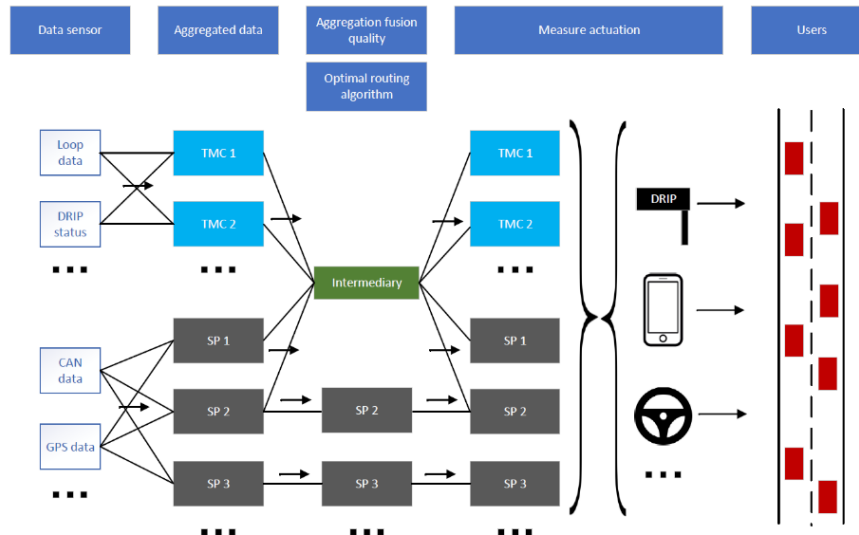 Data sensor
Aggregated data
Aggregation fusion
quality
Measure actuation
Users
Optimal routing
algorithm
Loop
data
TMC 1
TMC 1
DRIP
status
TMC 2
TMC 2
DRIP
Intermediary
SP 1
SP 1
CAN
data
SP 2
SP 2
SP 2
GPS data
SP 3
SP 3
SP 3